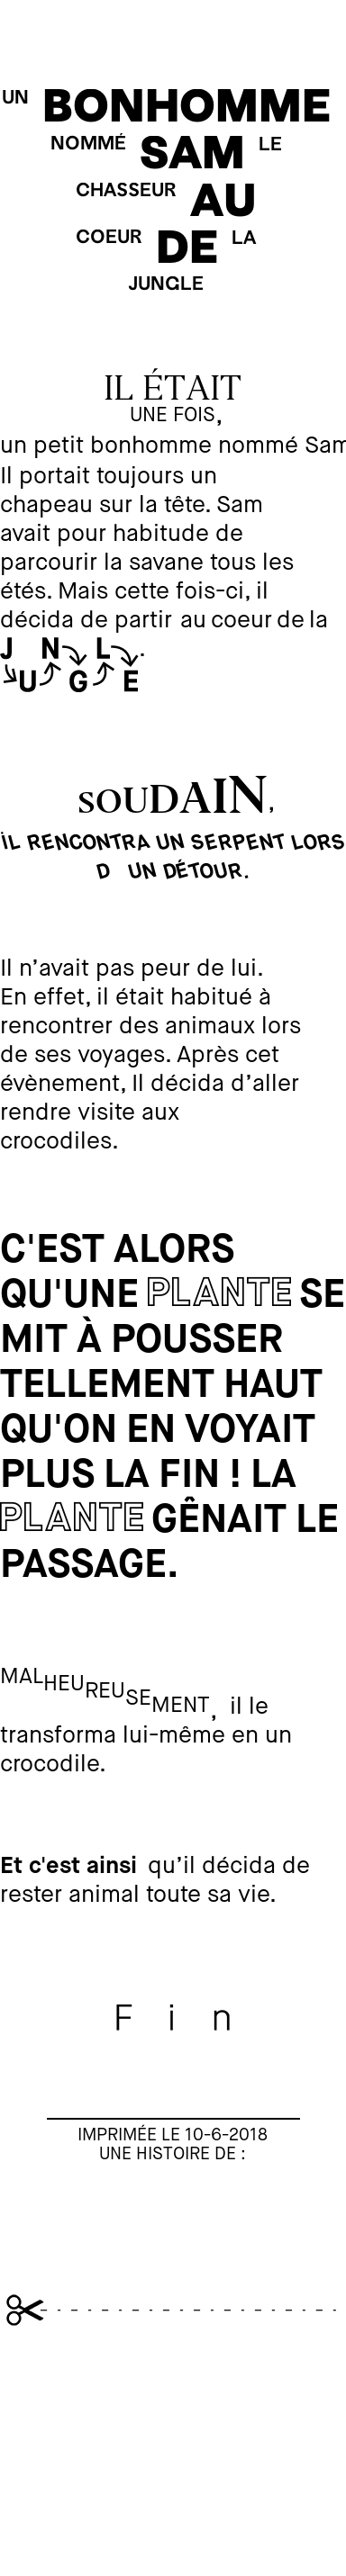 UN BONHOMME
NOMMÉ SAM LE
CHASSEUR AU
COEUR DE LA
JUNGLE
IL ÉTAIT
UNE FOIS,
un petit bonhomme nommé Sam
Il portait toujours un
chapeau sur la tête. Sam
avait pour habitude de
parcourir la savane tous les
étés. Mais cette fois-ci, il
décida de partir au coeur de la
JUNGLE.
SOUDAIN,
IL RENCONTRA UN SERPENT LORS
D UN DÉTOUR.
Il n’avait pas peur de lui.
En effet, il était habitué à
rencontrer des animaux lors
de ses voyages. Après cet
évènement, Il décida d’aller
rendre visite aux
crocodiles.
C'EST ALORS
QU'UNE PLANTE SE
MIT À POUSSER
TELLEMENT HAUT
QU'ON EN VOYAIT
PLUS LA FIN ! LA
PLANTE GÊNAIT LE
PASSAGE.
MALHEUREUSEMENT, il le
transforma lui-même en un
crocodile.
Et c'est ainsi qu’il décida de
rester animal toute sa vie.
Fin
IMPRIMÉE LE 10-6-2018
UNE HISTOIRE DE :